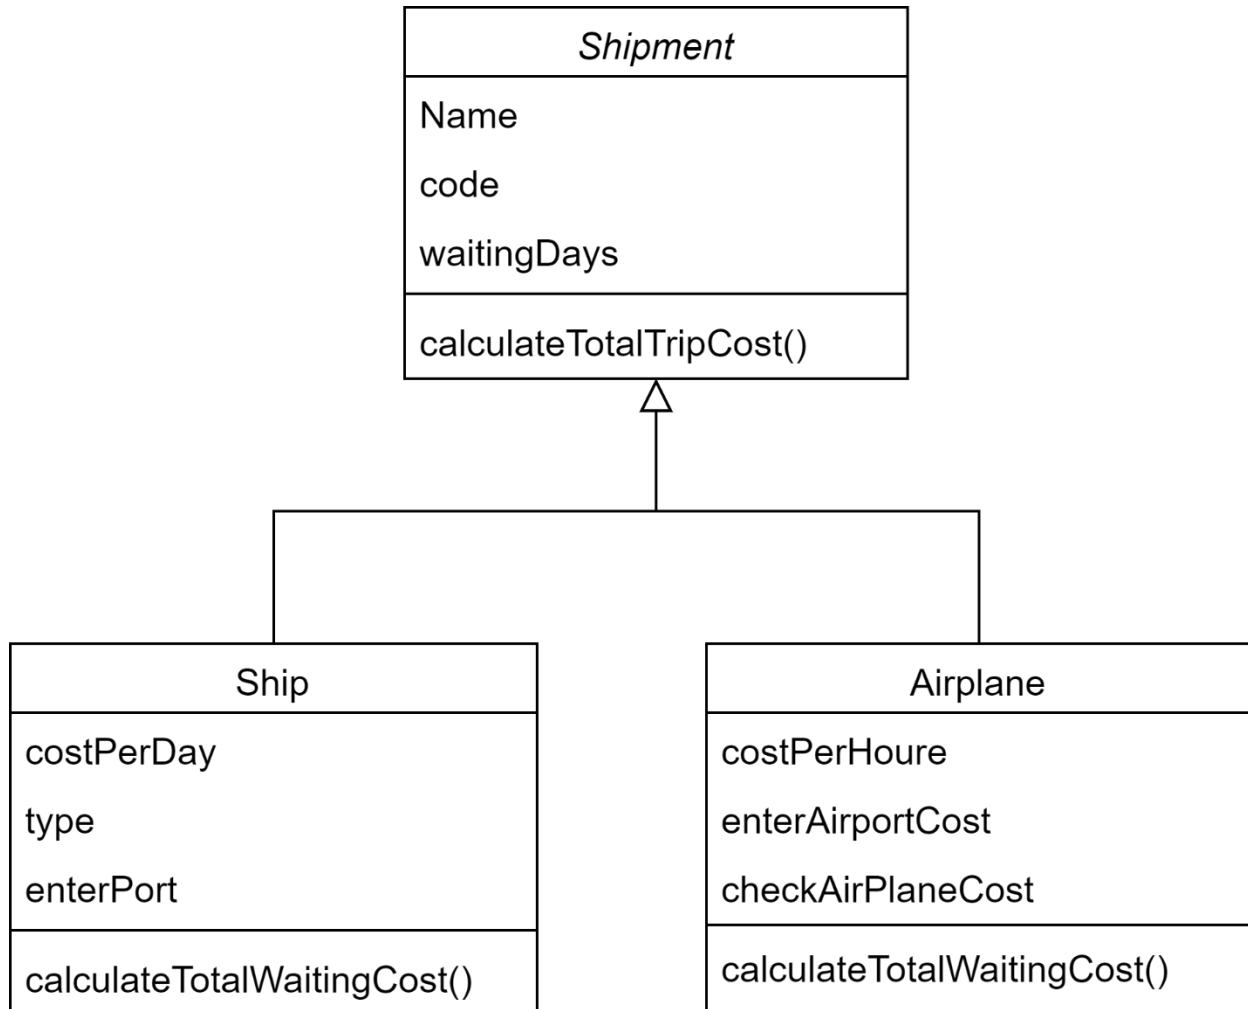 Shipment
Name
code
waitingDays
calculateTotalTripCost()
Ship
costPerDay
type
enterPort
calculateTotalWaitingCost()
Airplane
costPerHoure
enterAirportCost
checkAirPlaneCost
calculateTotalWaitingCost()